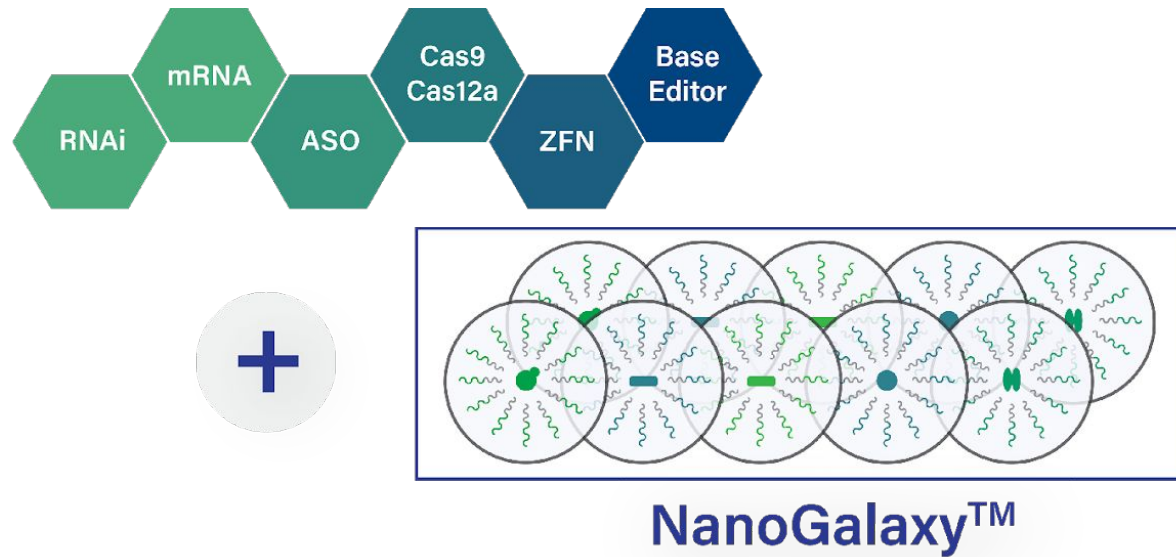 RNAi
mRNA
ASO
Cas9
Cas12a
ZFN
Base
Editor
+
NanoGalaxy™